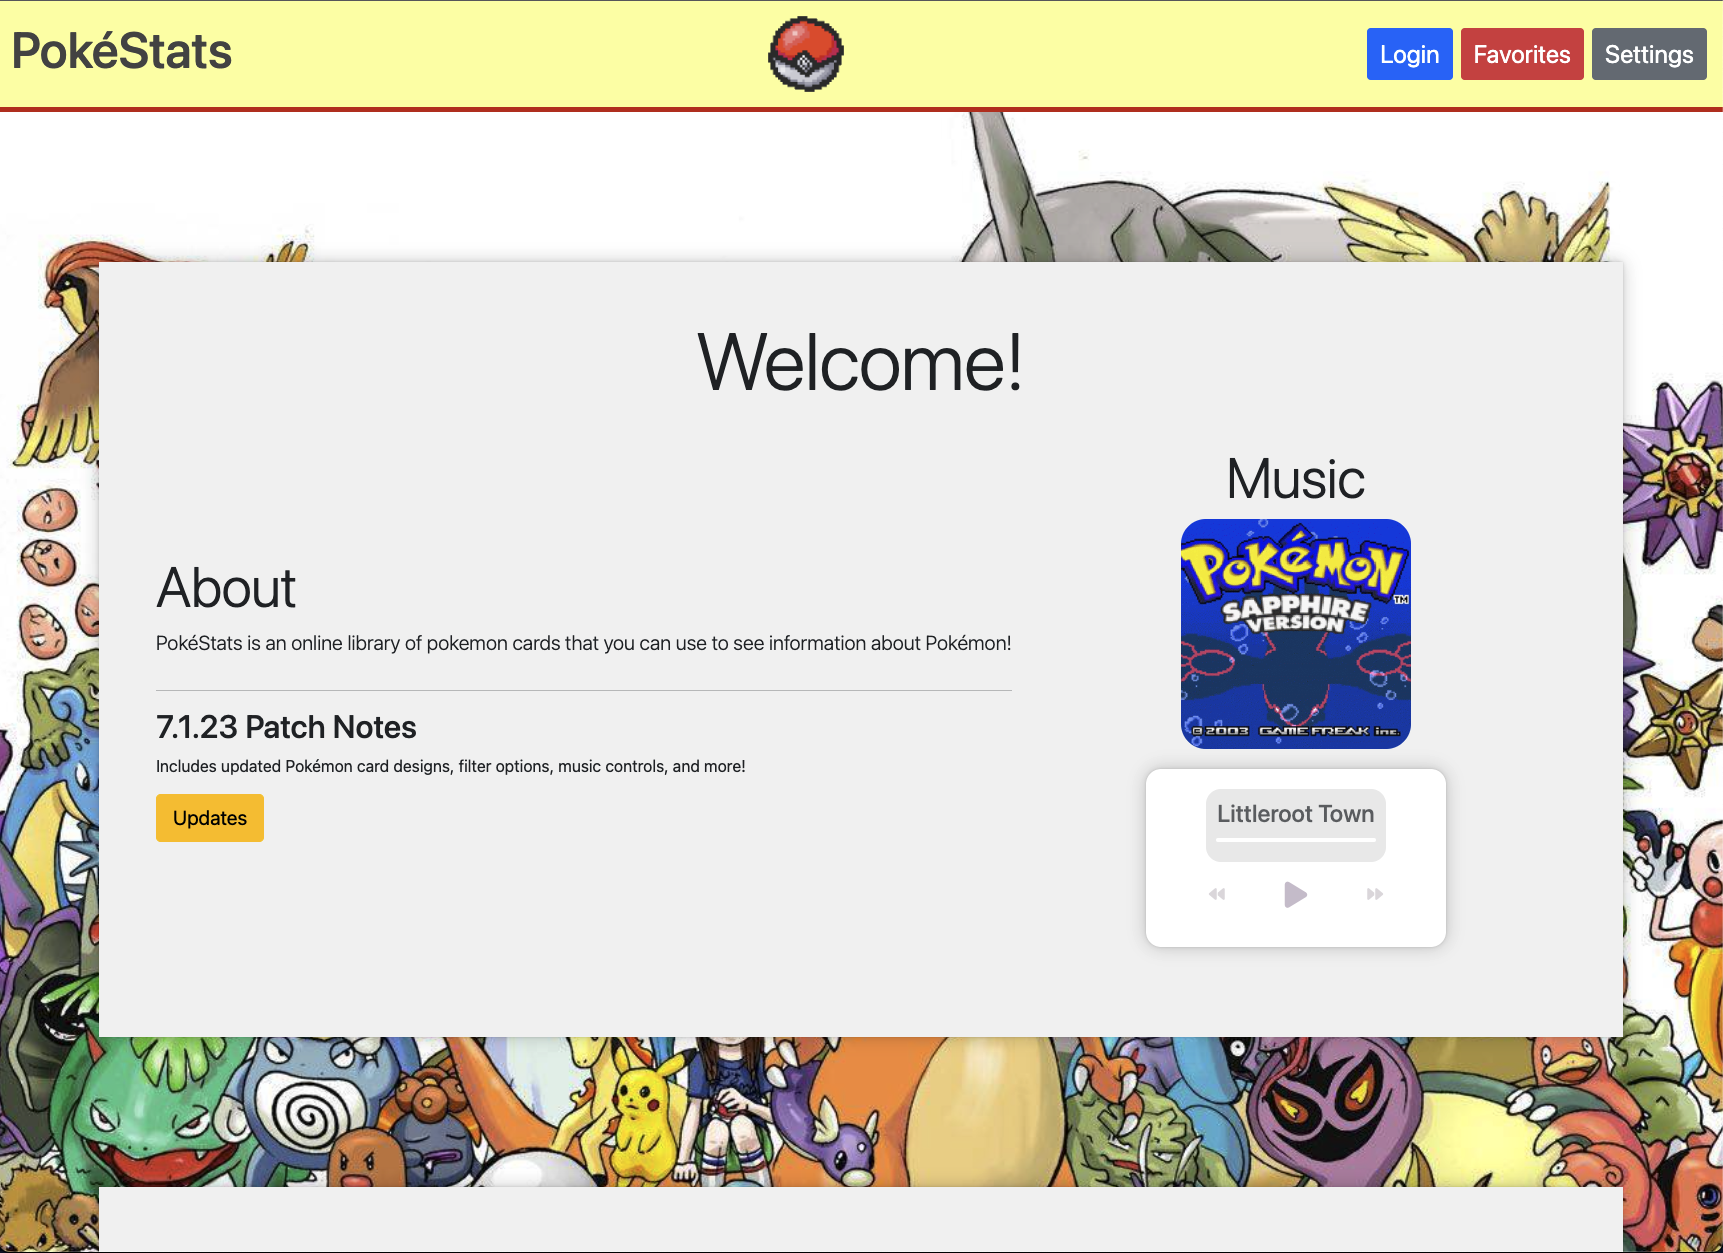 PokéStats
Login
Favorites
Settings
Welcome!
Music
POKéMON
TM
SAPPHIRE
VERSION
©2003 GAME FREAK inc.
About
PokéStats is an online library of pokemon cards that you can use to see information about Pokémon!
7.1.23 Patch Notes
Includes updated Pokémon card designs, filter options, music controls, and more!
Updates
Littleroot Town